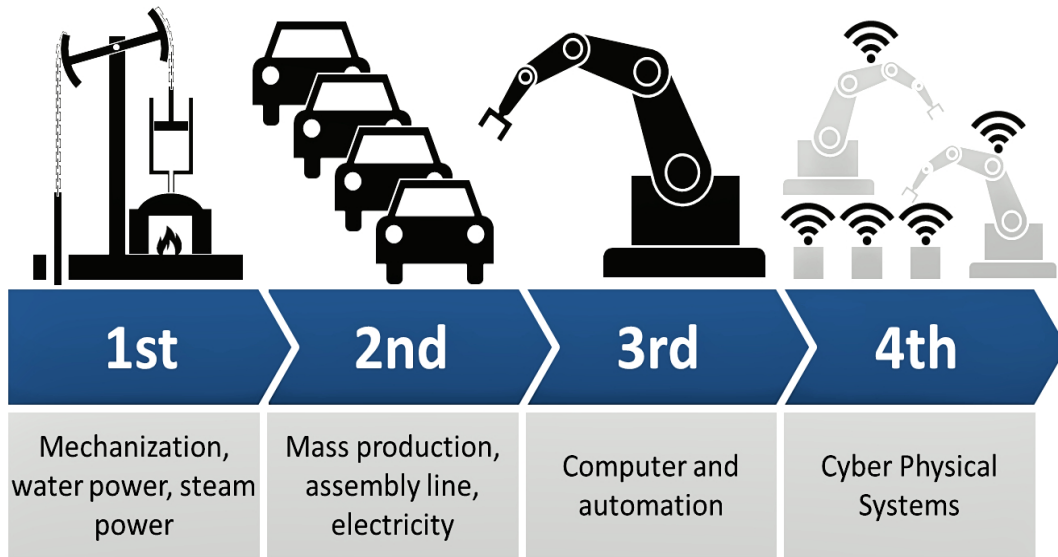 1st
2nd
3rd
4th
Mechanization,
water power, steam
power
Mass production,
assembly line,
electricity
Computer and
automation
Cyber Physical
Systems